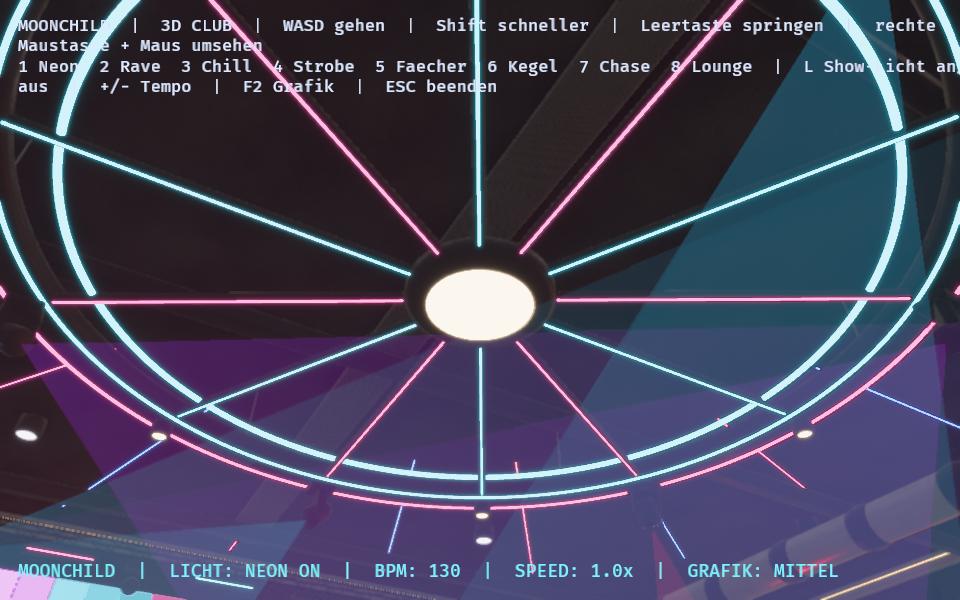 MOONCHILD | 3D CLUB | WASD gehen | Shift schneller | Leertaste springen | rechte
Maustaste + Maus umsehen
1 Neon 2 Rave 3 Chill 4 Strobe 5 Faecher 6 Kegel 7 Chase 8 Lounge | L Show-Licht an
aus +/- Tempo | F2 Grafik | ESC beenden
MOONCHILD | LICHT: NEON ON | BPM: 130 | SPEED: 1.0x | GRAFIK: MITTEL